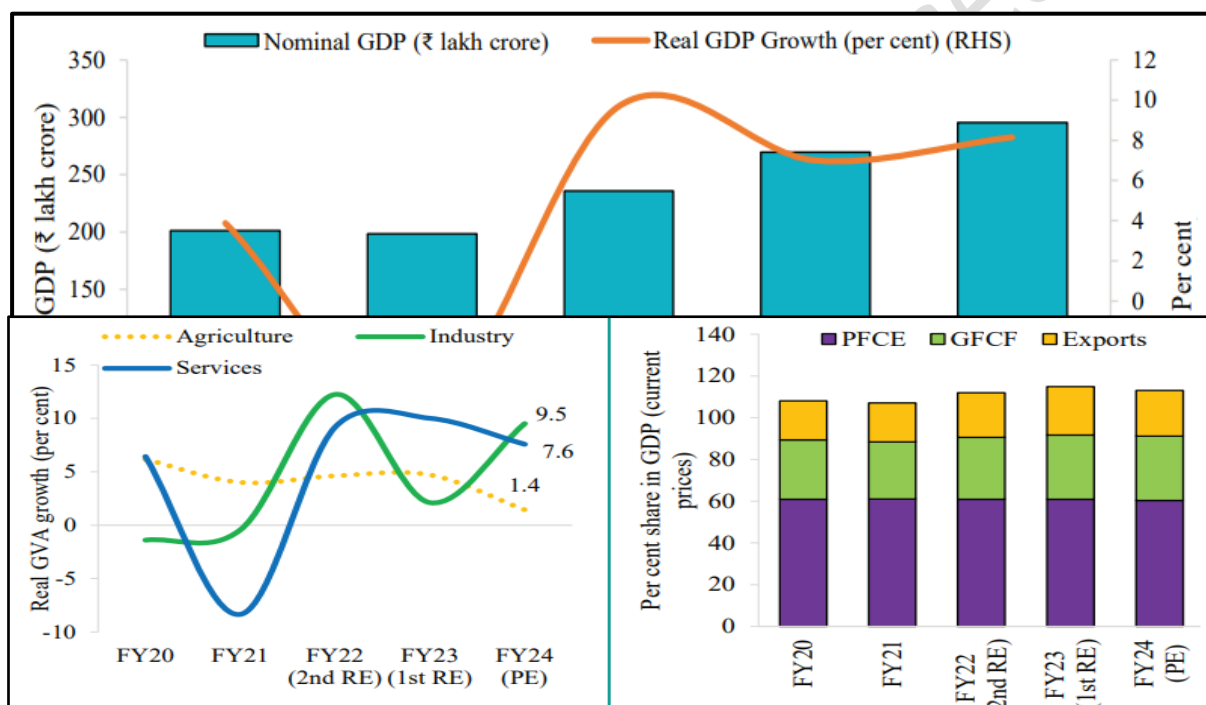 Nominal GDP (₹ lakh crore) Real GDP Growth (per cent) (RHS)
350
300
250
200
150
GDP (₹ lakh crore)
12
10
8
6
4
2
0
Per cent
Agriculture Industry
Services
15
10
5
0
-5
-10
Real GVA growth (per cent)
9.5
7.6
1.4
FY20 FY21 FY22 FY23 FY24
(2nd RE) (1st RE) (PE)
PFCE GFCF Exports
140
120
100
80
60
40
20
0
Per cent share in GDP (current
prices)
FY20
FY21
FY22
2nd RE)
FY23
(1st RE)
FY24
(PE)